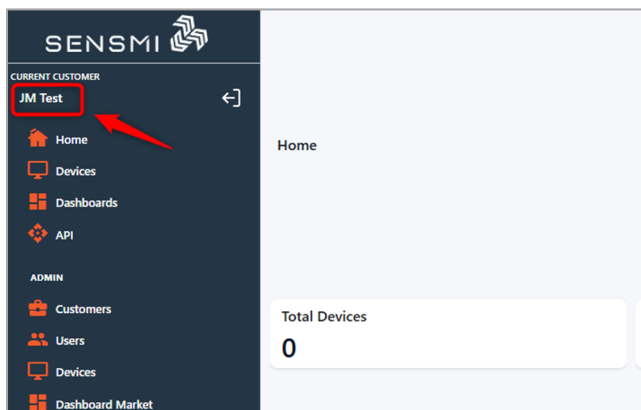 SENSMI
CURRENT CUSTOMER
JM Test
Home
Devices
Dashboards
API
ADMIN
Customers
Users
Devices
Dashboard Market
Home
Total Devices
0